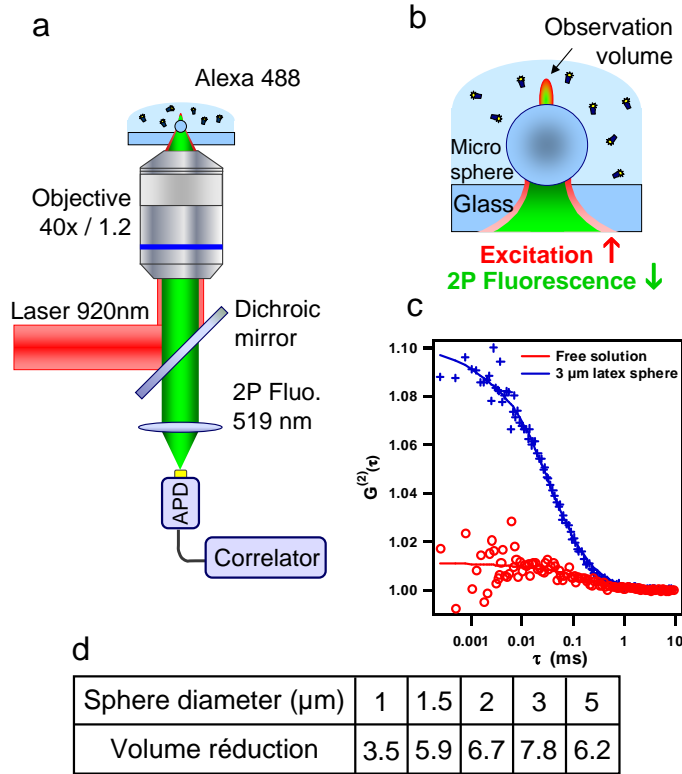 a
Alexa 488
Objective
40x / 1.2
Laser 920nm
Dichroic
mirror
2P Fluo.
519 nm
APD
Correlator
b
Observation
volume
Micro
sphere
Glass
Excitation ↑
2P Fluorescence ↓
c
Free solution
3 µm latex sphere
G(2)(τ)
1.10
1.08
1.06
1.04
1.02
1.00
0.001 0.01 0.1 1 10
τ (ms)
d
Sphere diameter (µm) 1 1.5 2 3 5
Volume réduction 3.5 5.9 6.7 7.8 6.2